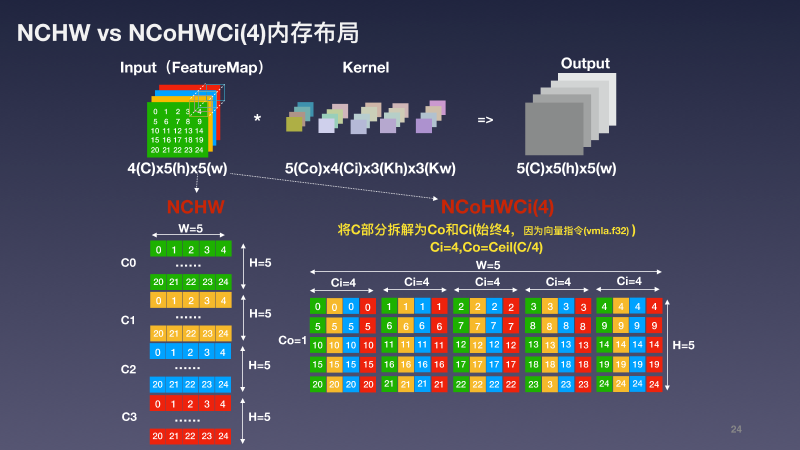 NCHW vs NCoHWCi(4)内存布局
Input（FeatureMap）
Kernel
Output
0 1 2 3 4
5 6 7 8 9
10 11 12 13 14
15 16 17 18 19
20 21 22 23 24
*
=>
4(C)x5(h)x5(w)
5(Co)x4(Ci)x3(Kh)x3(Kw)
5(C)x5(h)x5(w)
NCHW
W=5
C0
0 1 2 3 4
......
20 21 22 23 24
H=5
C1
0 1 2 3 4
......
20 21 22 23 24
H=5
C2
0 1 2 3 4
......
20 21 22 23 24
H=5
C3
0 1 2 3 4
......
20 21 22 23 24
H=5
NCoHWCi(4)
将C部分拆解为Co和Ci(始终4，因为向量指令(vmla.f32) )
Ci=4,Co=Ceil(C/4)
W=5
Ci=4 Ci=4 Ci=4 Ci=4 Ci=4
0 0 0 0 1 1 1 1 2 2 2 2 3 3 3 3 4 4 4 4
5 5 5 5 6 6 6 6 7 7 7 7 8 8 8 8 9 9 9 9
Co=1
10 10 10 10 11 11 11 11 12 12 12 12 13 13 13 13 14 14 14 14
H=5
15 15 15 15 16 16 16 16 17 17 17 17 18 18 18 18 19 19 19 19
20 20 20 20 21 21 21 21 22 22 22 22 23 3 23 23 24 24 24 24
24